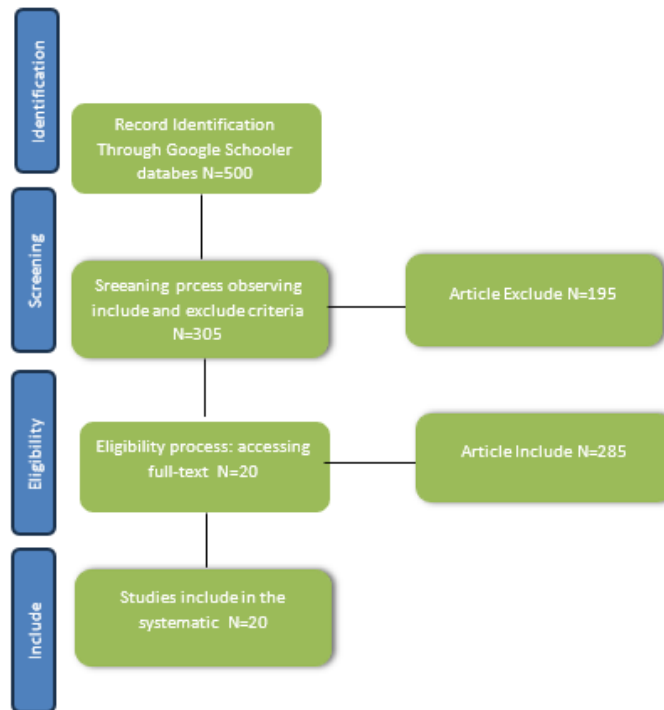 Identification
Record Identification
Through Google Schooler
databes N=500
Screening
Sreeaning prcess observing
include and exclude criteria
N=305
Article Exclude N=195
Eligibility
Eligibility process: accessing
full-text N=20
Article Include N=285
Include
Studies include in the
systematic N=20